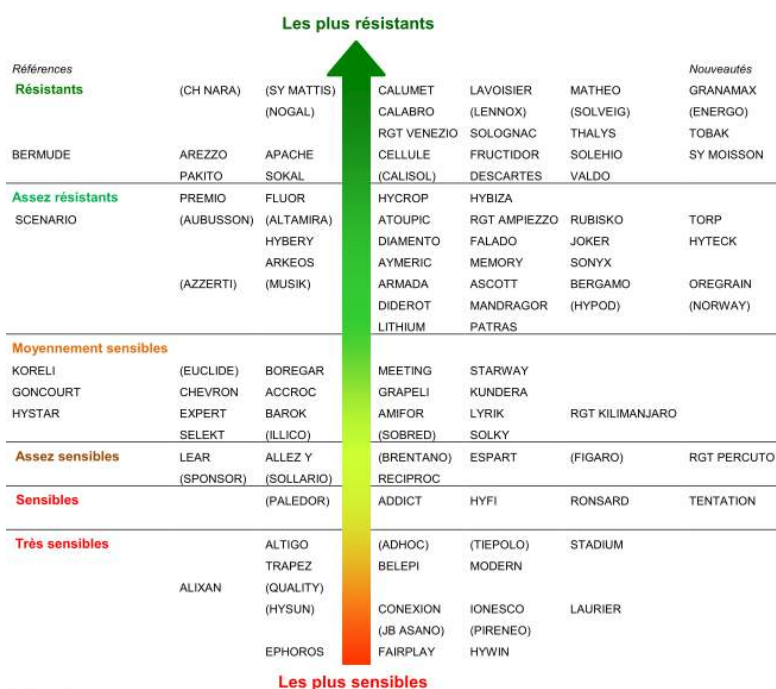 Les plus résistants
Références Nouveautés
Résistants (CH NARA) (SY MATTIS) CALUMET LAVOISIER MATHEO GRANAMAX
(NOGAL) CALABRO (LENNOX) (SOLVEIG) (ENERGO)
RGT VENEZIO SOLOGNAC THALYS TOBAK
BERMUDE AREZZO APACHE CELLULE FRUCTIDOR SOLEHIO SY MOISSON
PAKITO SOKAL (CALISOL) DESCARTES VALDO
Assez résistants PREMIO FLUOR HYCROP HYBIZA
SCENARIO (AUBUSSON) (ALTAMIRA) ATOUPIC RGT AMPIEZZO RUBISKO TORP
HYBERY DIAMENTO FALADO JOKER HYTECK
ARKEOS AYMERIC MEMORY SONYX
(AZZERTI) (MUSIK) ARMADA ASCOTT BERGAMO OREGRAIN
DIDEROT MANDRAGOR (HYPOD) (NORWAY)
LITHIUM PATRAS
Moyennement sensibles
KORELI (EUCLIDE) BOREGAR MEETING STARWAY
GONCOURT CHEVRON ACCROC GRAPELI KUNDERA
HYSTAR EXPERT BAROK AMIFOR LYRIK RGT KILIMANJARO
SELEKT (ILLICO) (SOBRED) SOLKY
Assez sensibles LEAR ALLEZ Y (BRENTANO) ESPART (FIGARO) RGT PERCUTO
(SPONSOR) (SOLLARIO) RECIPROC
Sensibles (PALEDOR) ADDICT HYFI RONSARD TENTATION
Très sensibles ALTIGO (ADHOC) (TIEPOLO) STADIUM
TRAPEZ BELEPI MODERN
ALIXAN (QUALITY)
(HYSUN) CONEXION IONESCO LAURIER
(JB ASANO) (PIRENEO)
EPHOROS FAIRPLAY HYWIN
Les plus sensibles